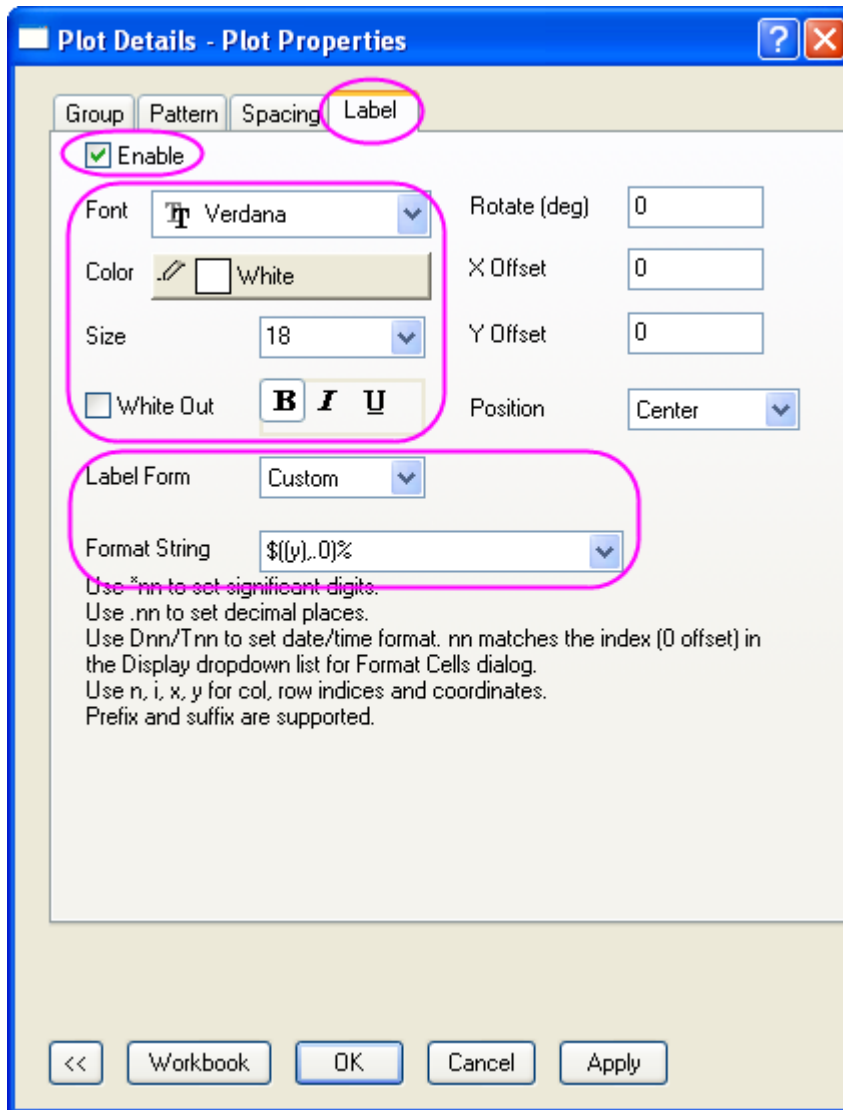 Plot Details - Plot Properties
?
Group Pattern Spacing Label
Enable
Font Verdana Rotate (deg) 0
Color White X Offset 0
Size 18 Y Offset 0
White Out B I U Position Center
Label Form Custom
Format String $((y),.0)%
Use *nn to set significant digits.
Use .nn to set decimal places.
Use Dnn/Tnn to set date/time format. nn matches the index (0 offset) in
the Display dropdown list for Format Cells dialog.
Use n, i, x, y for col, row indices and coordinates.
Prefix and suffix are supported.
<< Workbook OK Cancel Apply